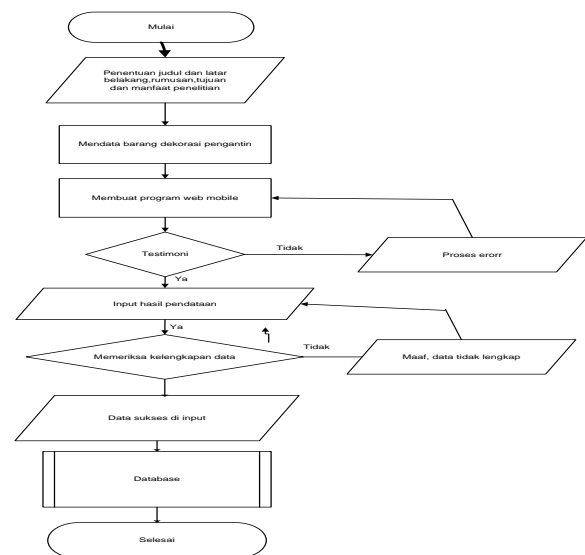 Mulai
Penentuan judul dan latar
belakang,rumusan,tujuan
dan manfaat penelitian
Mendata barang dekorasi pengantin
Membuat program web mobile
Testimoni
Tidak
Proses erorr
Ya
Input hasil pendataan
Ya
Memeriksa kelengkapan data
Tidak
Maaf, data tidak lengkap
Data sukses di input
Database
Selesai